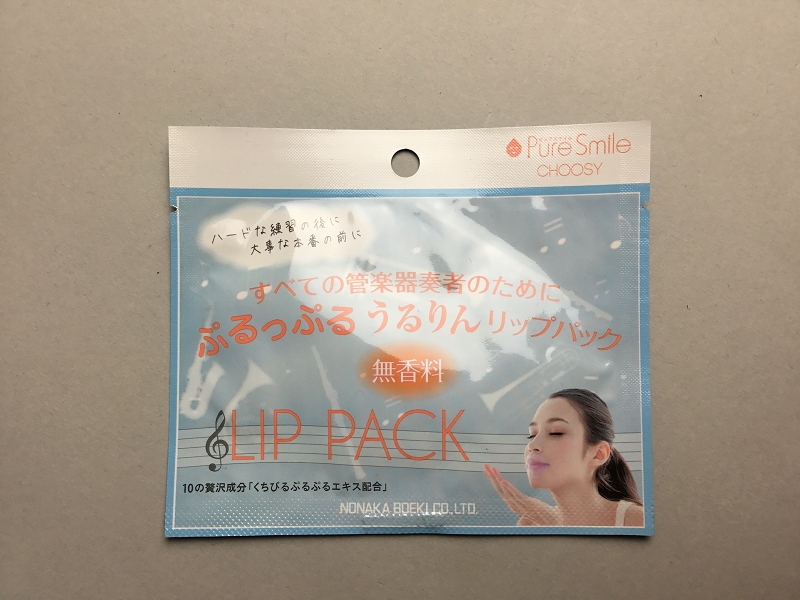 Pure Smile
CHOOSY
ハードな練習の後に
大事な本番の前に
すべての管楽器奏者のために
ぷるっぷるうるりんリップパック
無香料
LIP PACK
10の贅沢成分「くちびるぷるぷるエキス配合」
NONAKA BOEKI CO.,LTD.